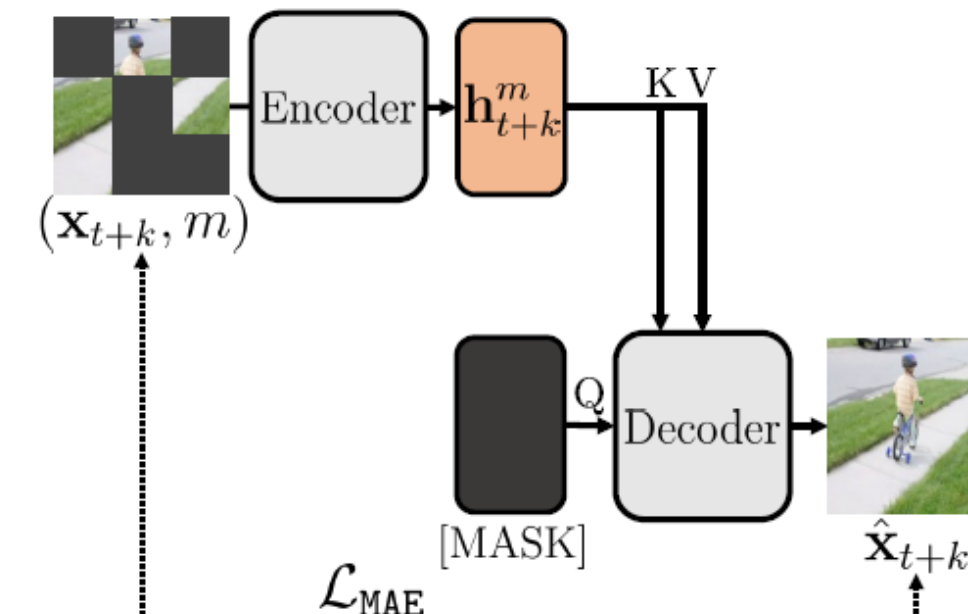 Encoder
h^m_{t+k}
K V
(x_{t+k}, m)
Q
Decoder
[MASK]
x̂_{t+k}
ℒ_MAE